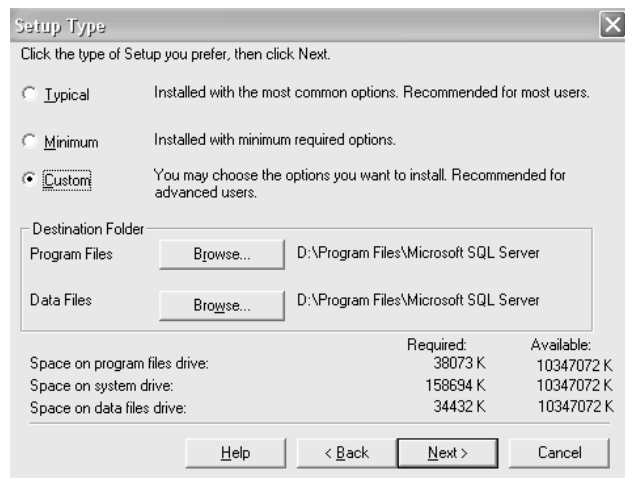 Setup Type
Click the type of Setup you prefer, then click Next.
Typical Installed with the most common options. Recommended for most users.
Minimum Installed with minimum required options.
Custom You may choose the options you want to install. Recommended for
advanced users.
Destination Folder
Program Files Browse... D:\Program Files\Microsoft SQL Server
Data Files Browse... D:\Program Files\Microsoft SQL Server
Required: Available:
Space on program files drive: 38073 K 10347072 K
Space on system drive: 158694 K 10347072 K
Space on data files drive: 34432 K 10347072 K
Help < Back Next > Cancel